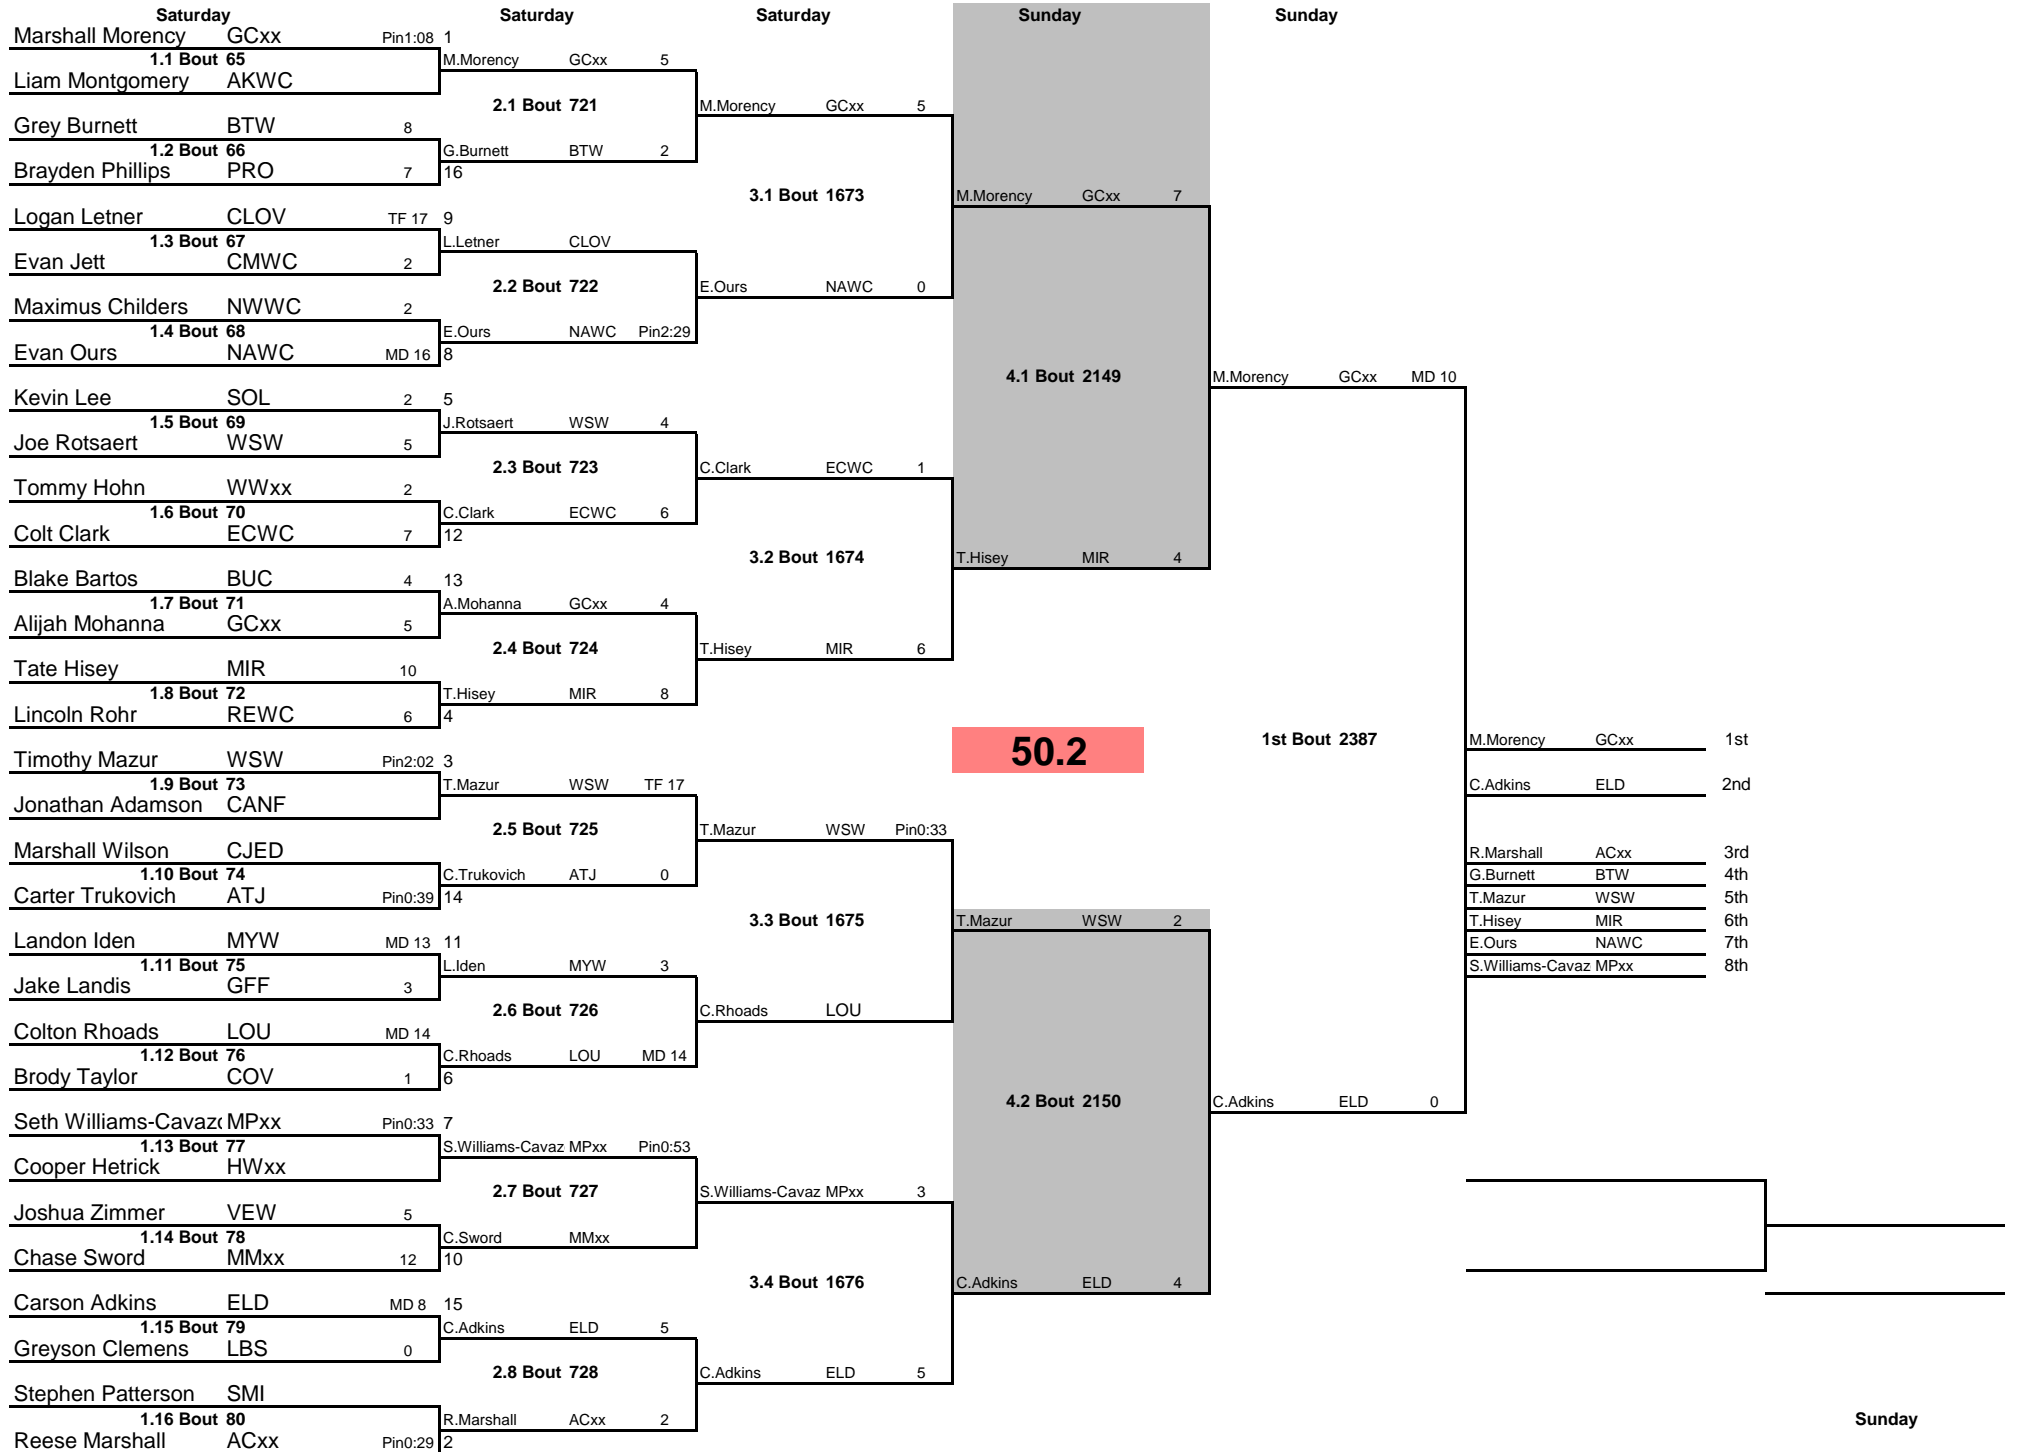 Saturday Saturday Saturday Sunday Sunday
Marshall Morency GCxx Pin1:08 1
1.1 Bout 65 M.Morency GCxx 5
Liam Montgomery AKWC
2.1 Bout 721 M.Morency GCxx 5
Grey Burnett BTW 8
1.2 Bout 66 G.Burnett BTW 2
Brayden Phillips PRO 7 16
3.1 Bout 1673 M.Morency GCxx 7
Logan Letner CLOV TF 17 9
1.3 Bout 67 L.Letner CLOV
Evan Jett CMWC 2
2.2 Bout 722 E.Ours NAWC 0
Maximus Childers NWWC 2
1.4 Bout 68 E.Ours NAWC Pin2:29
Evan Ours NAWC MD 16 8
4.1 Bout 2149 M.Morency GCxx MD 10
Kevin Lee SOL 2 5
1.5 Bout 69 J.Rotsaert WSW 4
Joe Rotsaert WSW 5
2.3 Bout 723 C.Clark ECWC 1
Tommy Hohn WWxx 2
1.6 Bout 70 C.Clark ECWC 6
Colt Clark ECWC 7 12
3.2 Bout 1674 T.Hisey MIR 4
Blake Bartos BUC 4 13
1.7 Bout 71 A.Mohanna GCxx 4
Alijah Mohanna GCxx 5
2.4 Bout 724 T.Hisey MIR 6
Tate Hisey MIR 10
1.8 Bout 72 T.Hisey MIR 8
Lincoln Rohr REWC 6 4
50.2 1st Bout 2387 M.Morency GCxx 1st
Timothy Mazur WSW Pin2:02 3
1.9 Bout 73 T.Mazur WSW TF 17 C.Adkins ELD 2nd
Jonathan Adamson CANF
2.5 Bout 725 T.Mazur WSW Pin0:33
Marshall Wilson CJED R.Marshall ACxx 3rd
1.10 Bout 74 C.Trukovich ATJ 0 G.Burnett BTW 4th
Carter Trukovich ATJ Pin0:39 14 T.Mazur WSW 5th
3.3 Bout 1675 T.Mazur WSW 2 T.Hisey MIR 6th
Landon Iden MYW MD 13 11 E.Ours NAWC 7th
1.11 Bout 75 L.Iden MYW 3 S.Williams-Cavaz MPxx 8th
Jake Landis GFF 3
2.6 Bout 726 C.Rhoads LOU
Colton Rhoads LOU MD 14
1.12 Bout 76 C.Rhoads LOU MD 14
Brody Taylor COV 1 6
4.2 Bout 2150 C.Adkins ELD 0
Seth Williams-Cavazo MPxx Pin0:33 7
1.13 Bout 77 S.Williams-Cavaz MPxx Pin0:53
Cooper Hetrick HWxx
2.7 Bout 727 S.Williams-Cavaz MPxx 3
Joshua Zimmer VEW 5
1.14 Bout 78 C.Sword MMxx
Chase Sword MMxx 12 10
3.4 Bout 1676 C.Adkins ELD 4
Carson Adkins ELD MD 8 15
1.15 Bout 79 C.Adkins ELD 5
Greyson Clemens LBS 0
2.8 Bout 728 C.Adkins ELD 5
Stephen Patterson SMI
1.16 Bout 80 R.Marshall ACxx 2 Sunday
Reese Marshall ACxx Pin0:29 2